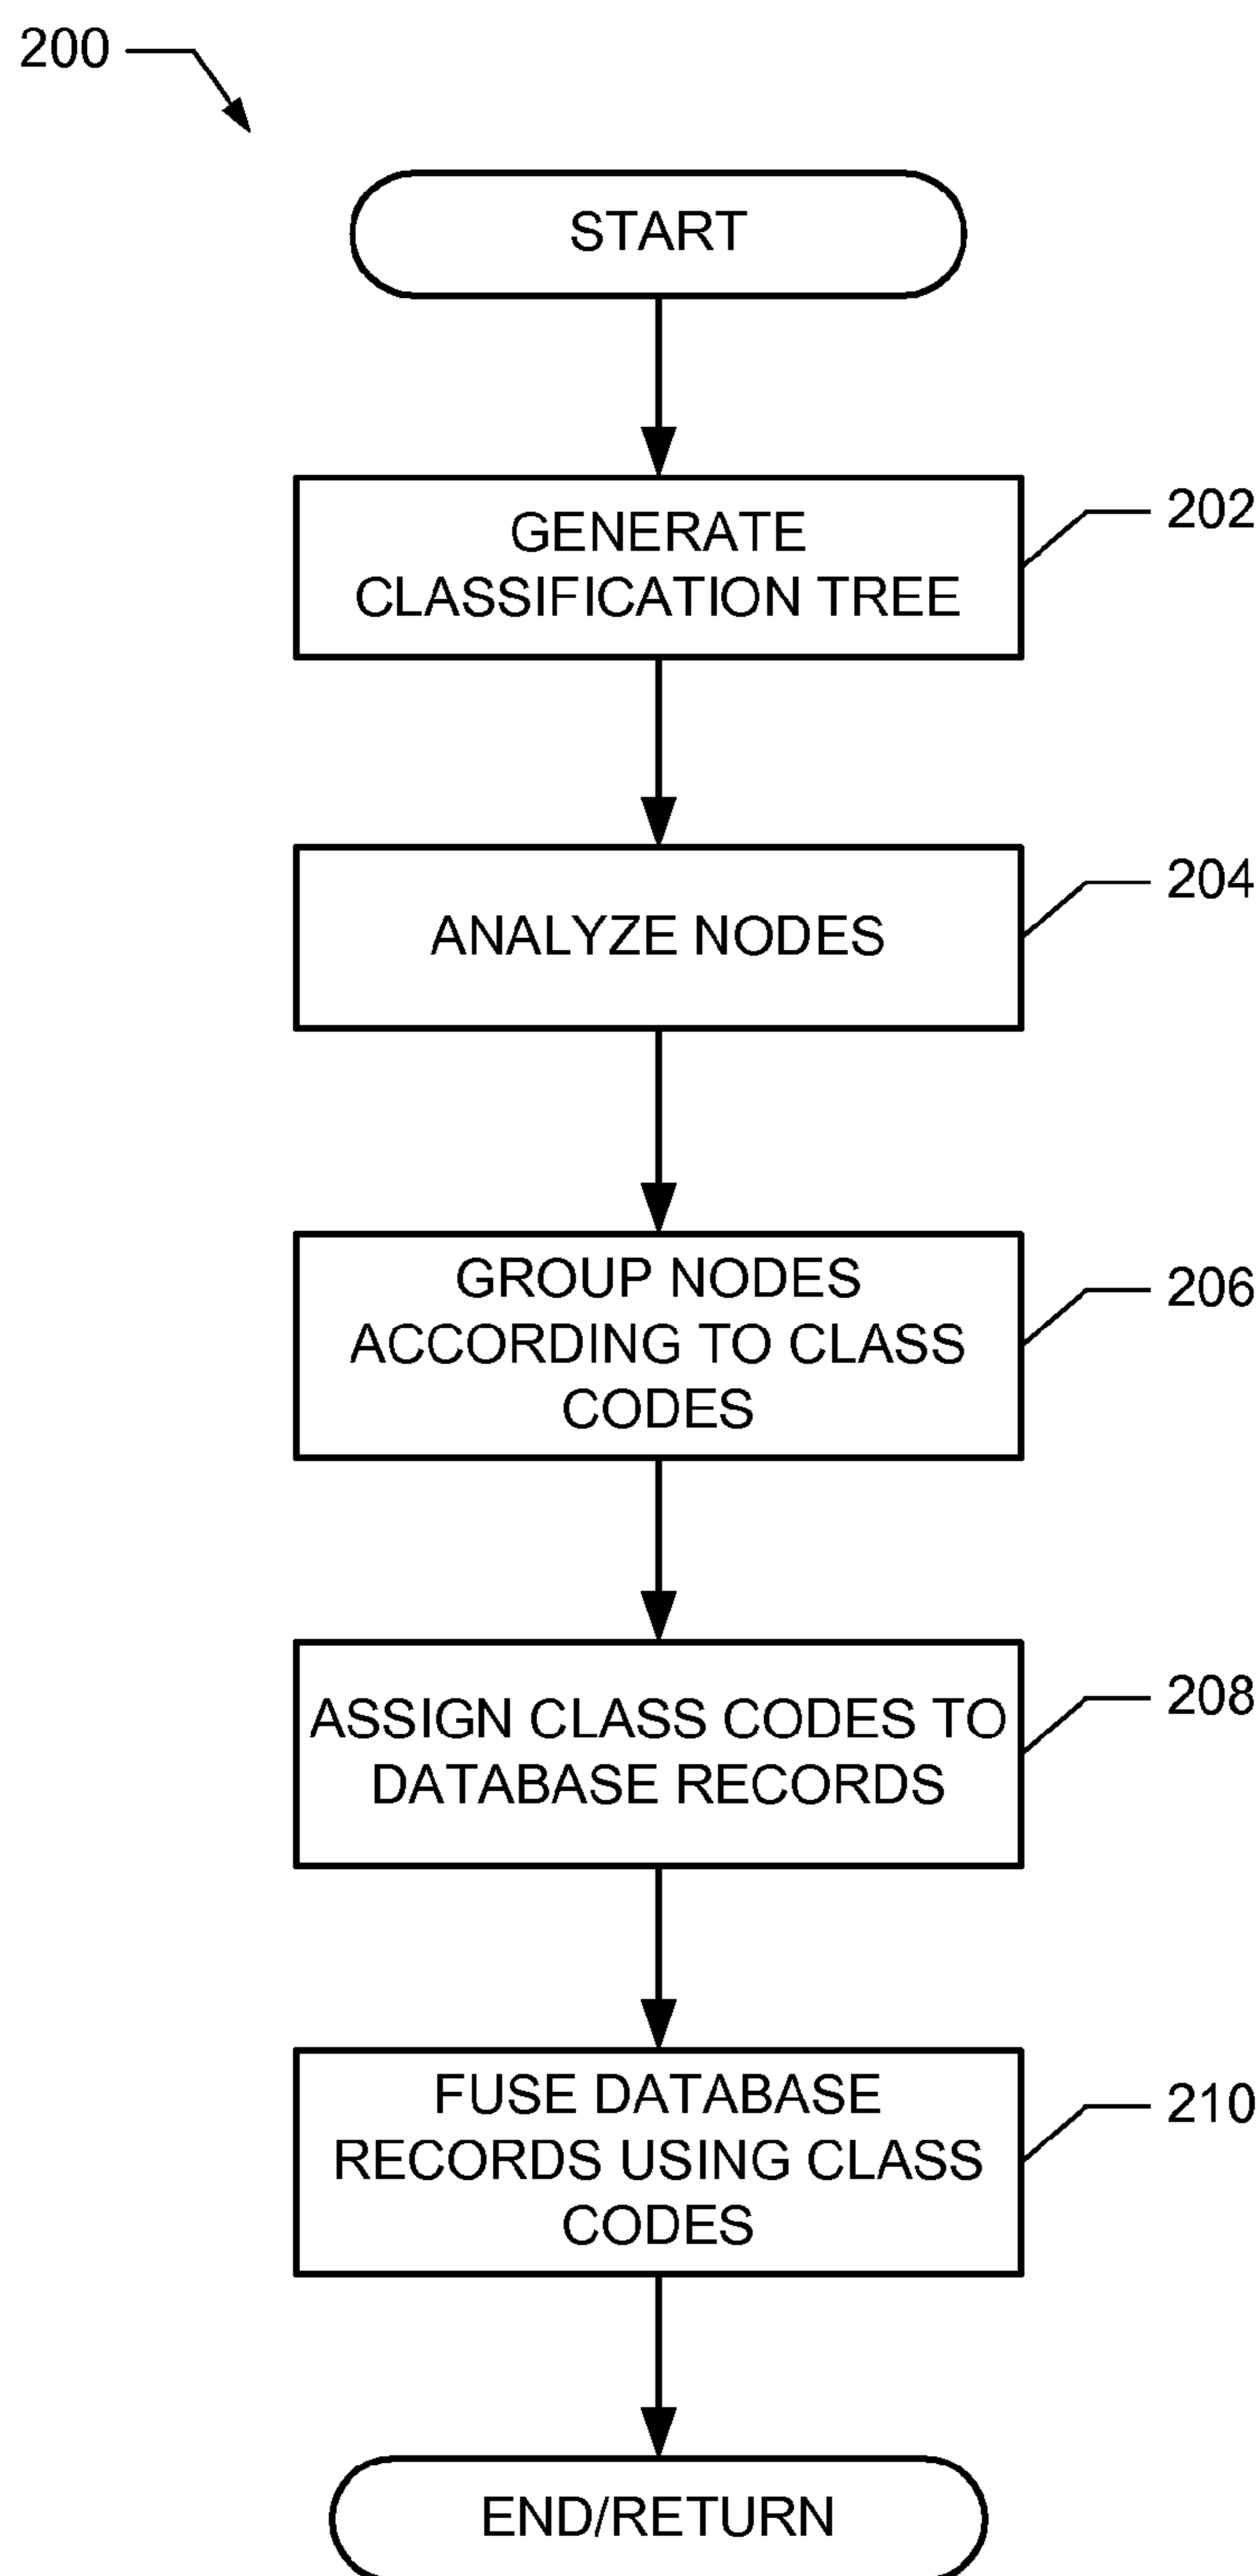 200
START
GENERATE
CLASSIFICATION TREE
202
ANALYZE NODES
204
GROUP NODES
ACCORDING TO CLASS
CODES
206
ASSIGN CLASS CODES TO
DATABASE RECORDS
208
FUSE DATABASE
RECORDS USING CLASS
CODES
210
END/RETURN